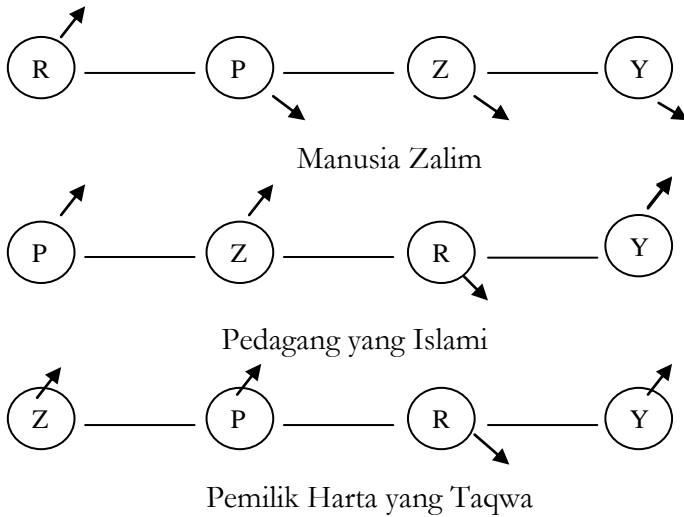 R P Z Y
Manusia Zalim
P Z R Y
Pedagang yang Islami
Z P R Y
Pemilik Harta yang Taqwa